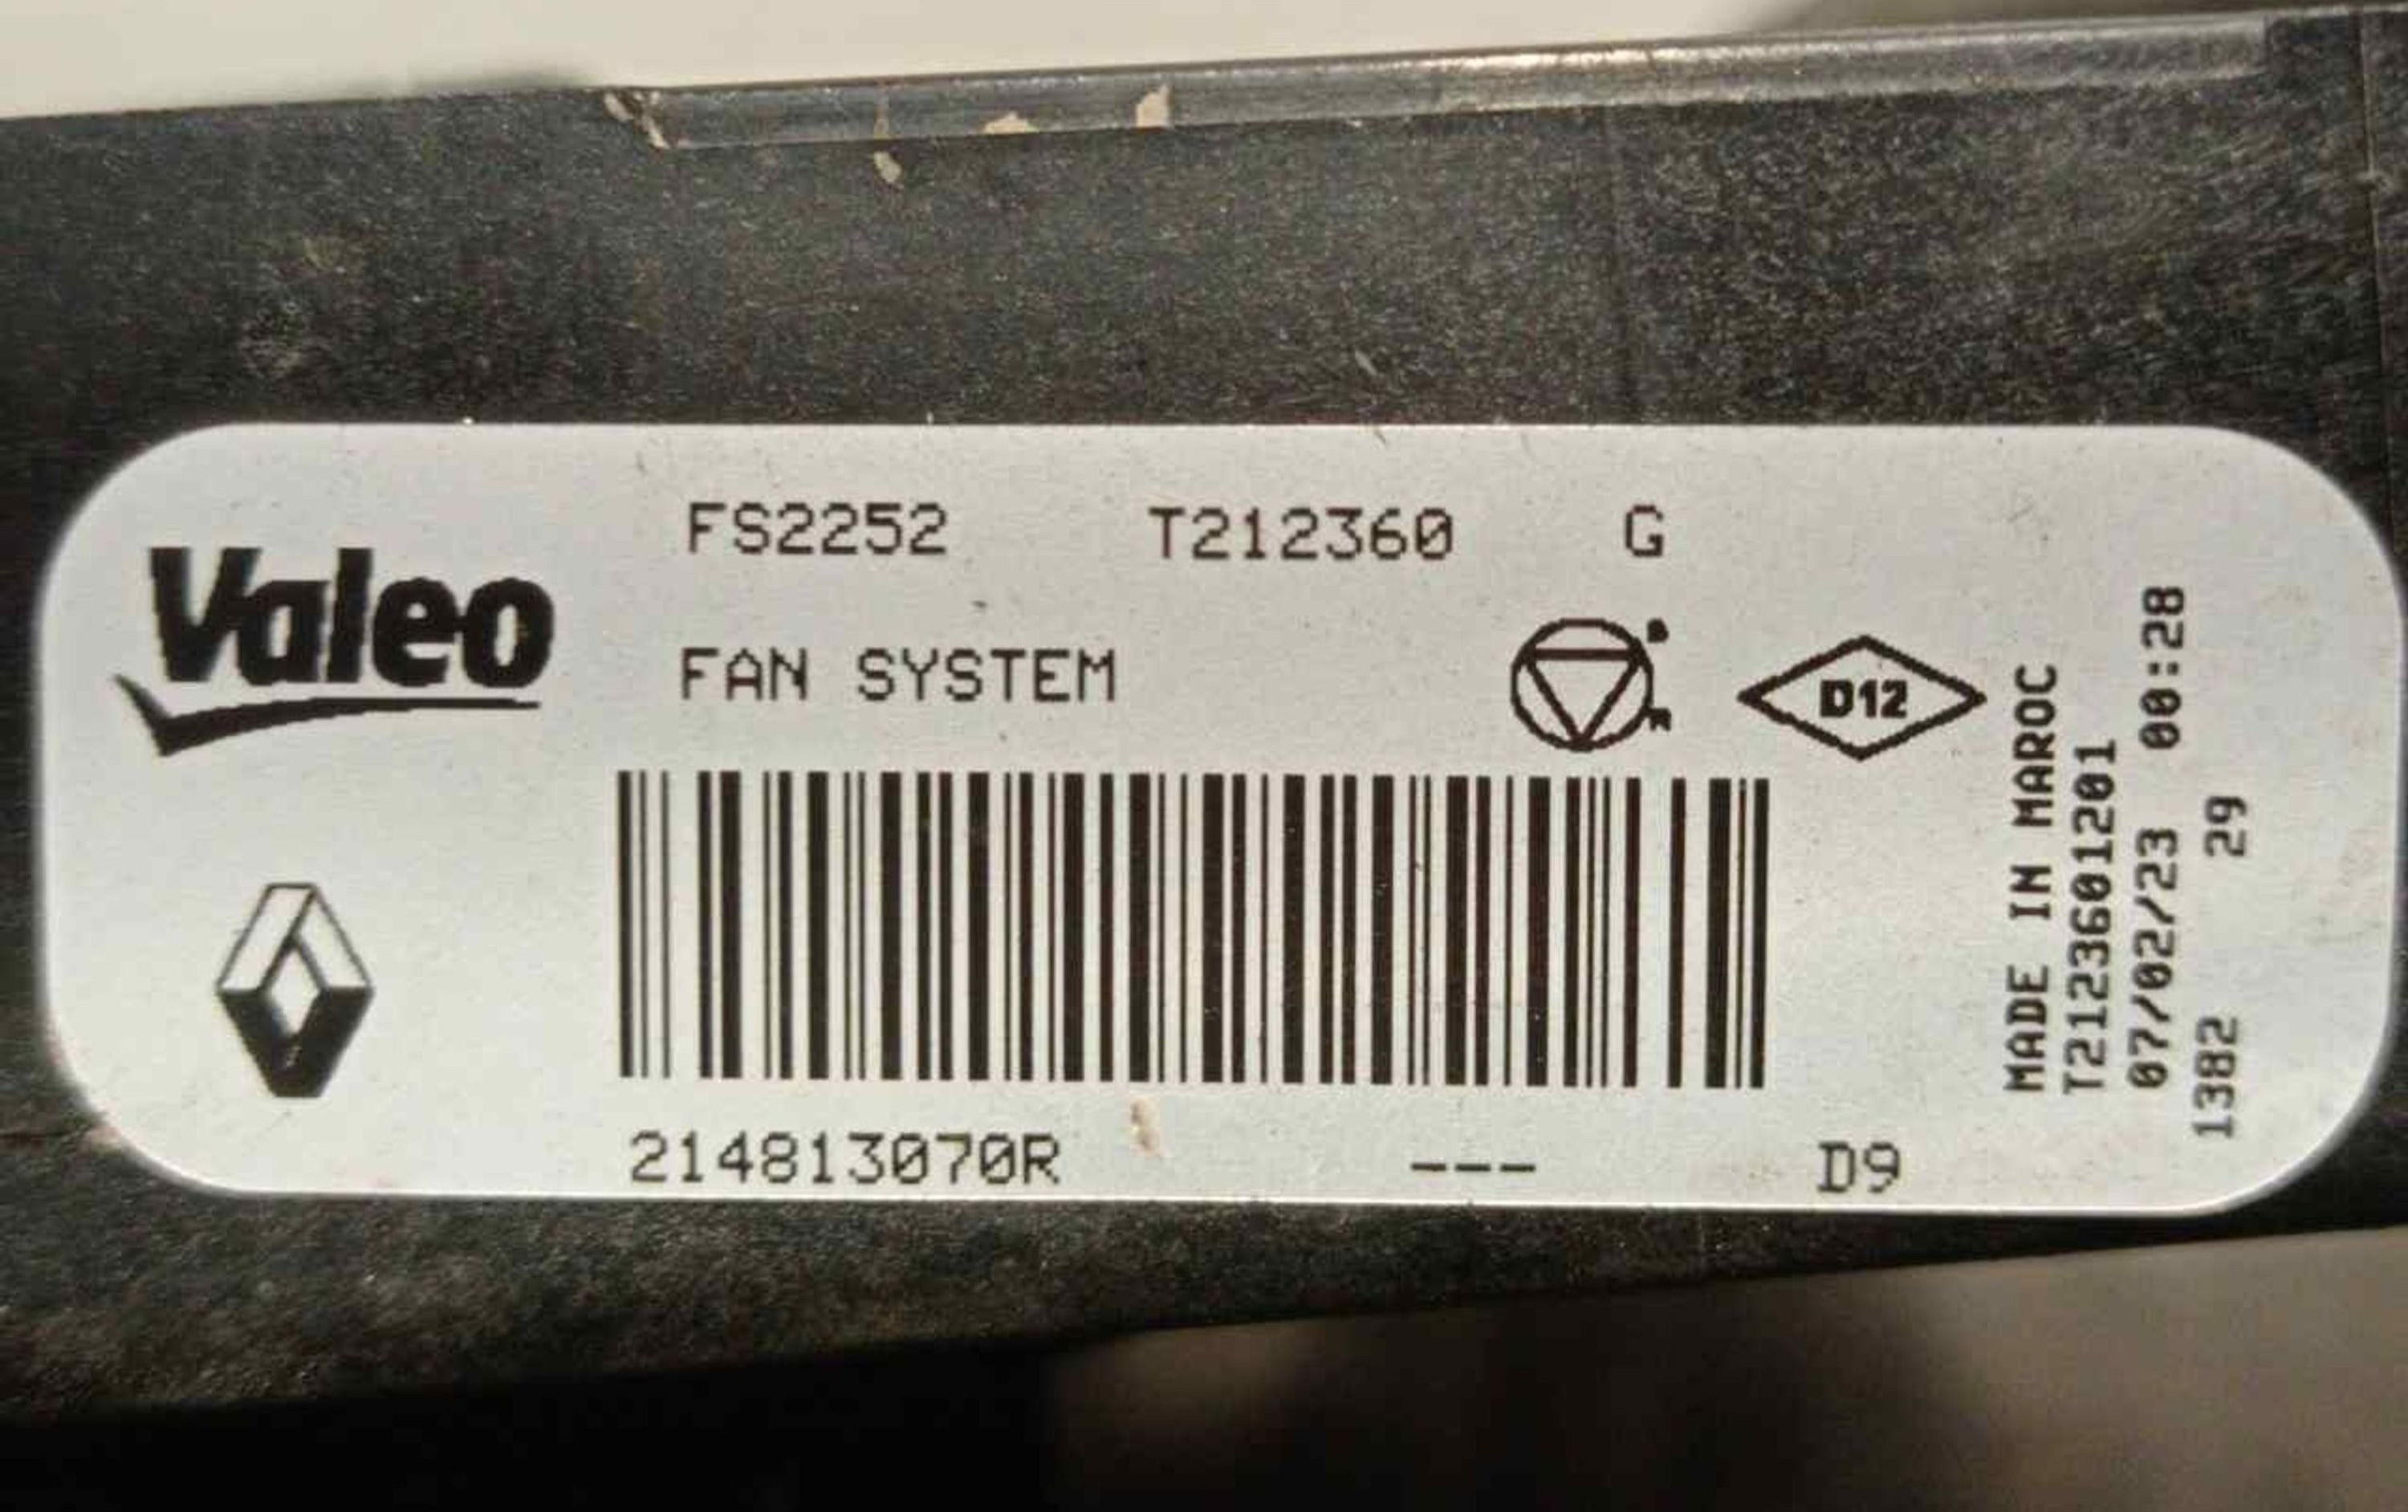 FS2252 T212360 G
Valeo
FAN SYSTEM
D12
214813070R --- D9
MADE IN MAROC
T2123601201
07/02/23 00:28
1382 29